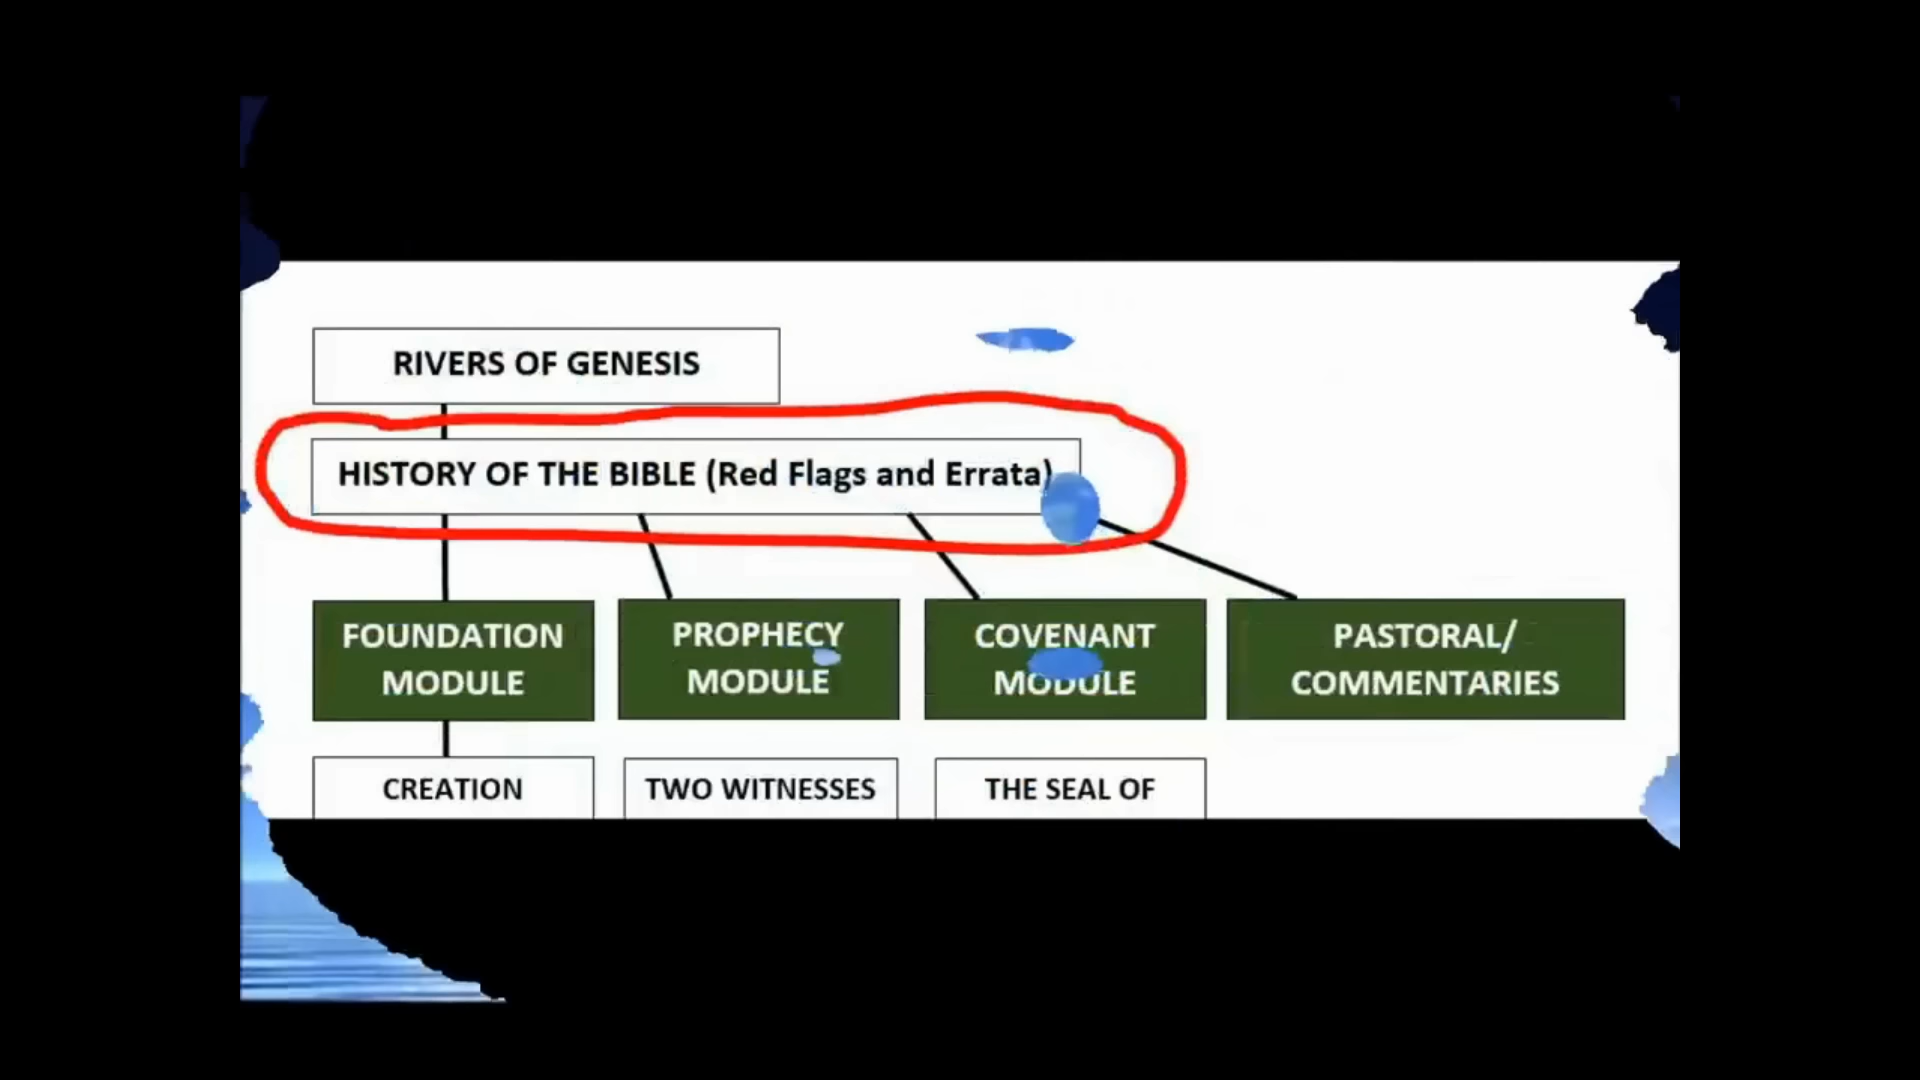 RIVERS OF GENESIS
HISTORY OF THE BIBLE (Red Flags and Errata)
FOUNDATION
MODULE
PROPHECY
MODULE
COVENANT
MODULE
PASTORAL/
COMMENTARIES
CREATION
TWO WITNESSES
THE SEAL OF